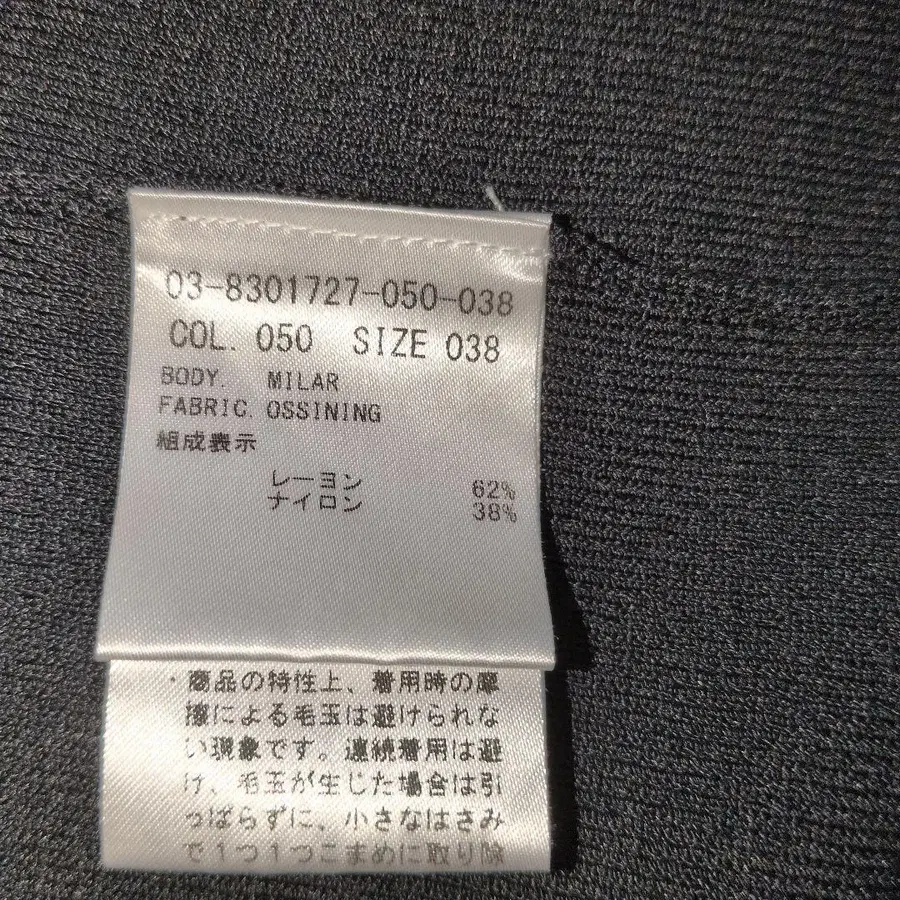 03-8301727-050-038
COL. 050 SIZE 038
BODY. MILAR
FABRIC. OSSINING
組成表示
レーヨン 62%
ナイロン 38%
・商品の特性上、着用時の摩
擦による毛玉は避けられな
い現象です。連続着用は避
け、毛玉が生じた場合は引
っぱらずに、小さなはさみ
で1つ1つこまめに取り除